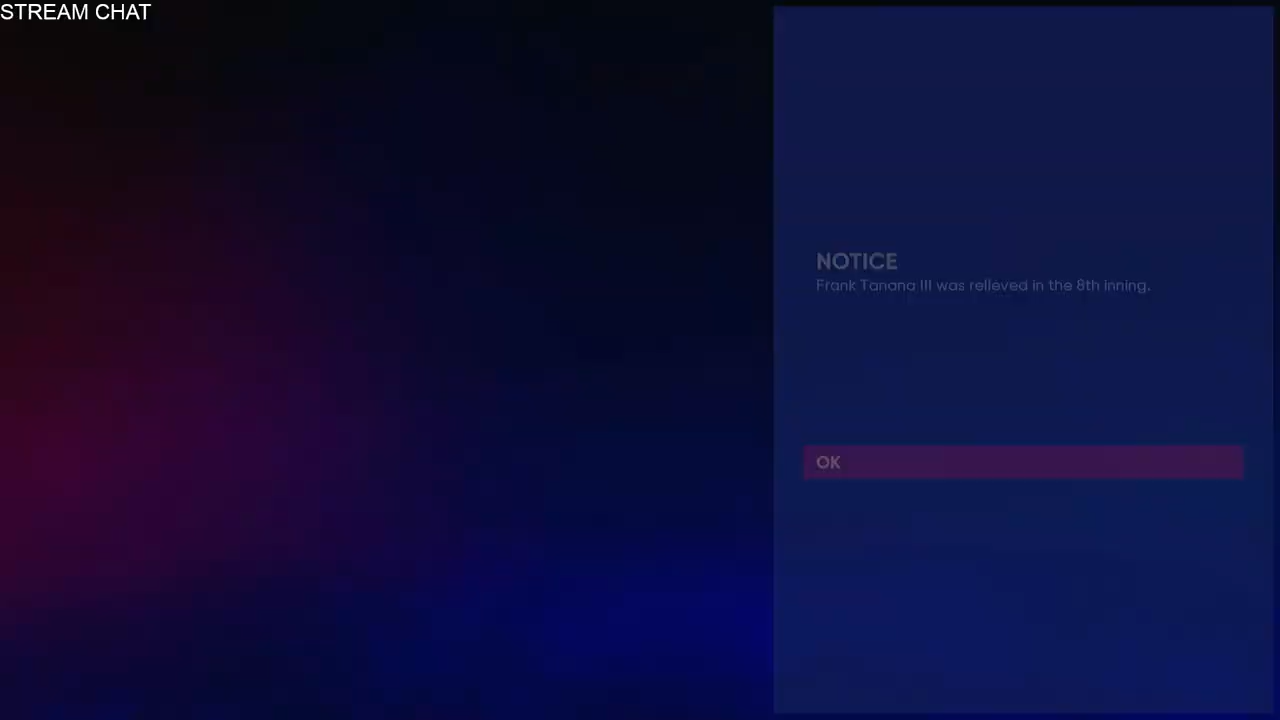 STREAM CHAT
NOTICE
Frank Tanana III was relieved in the 8th inning.
OK